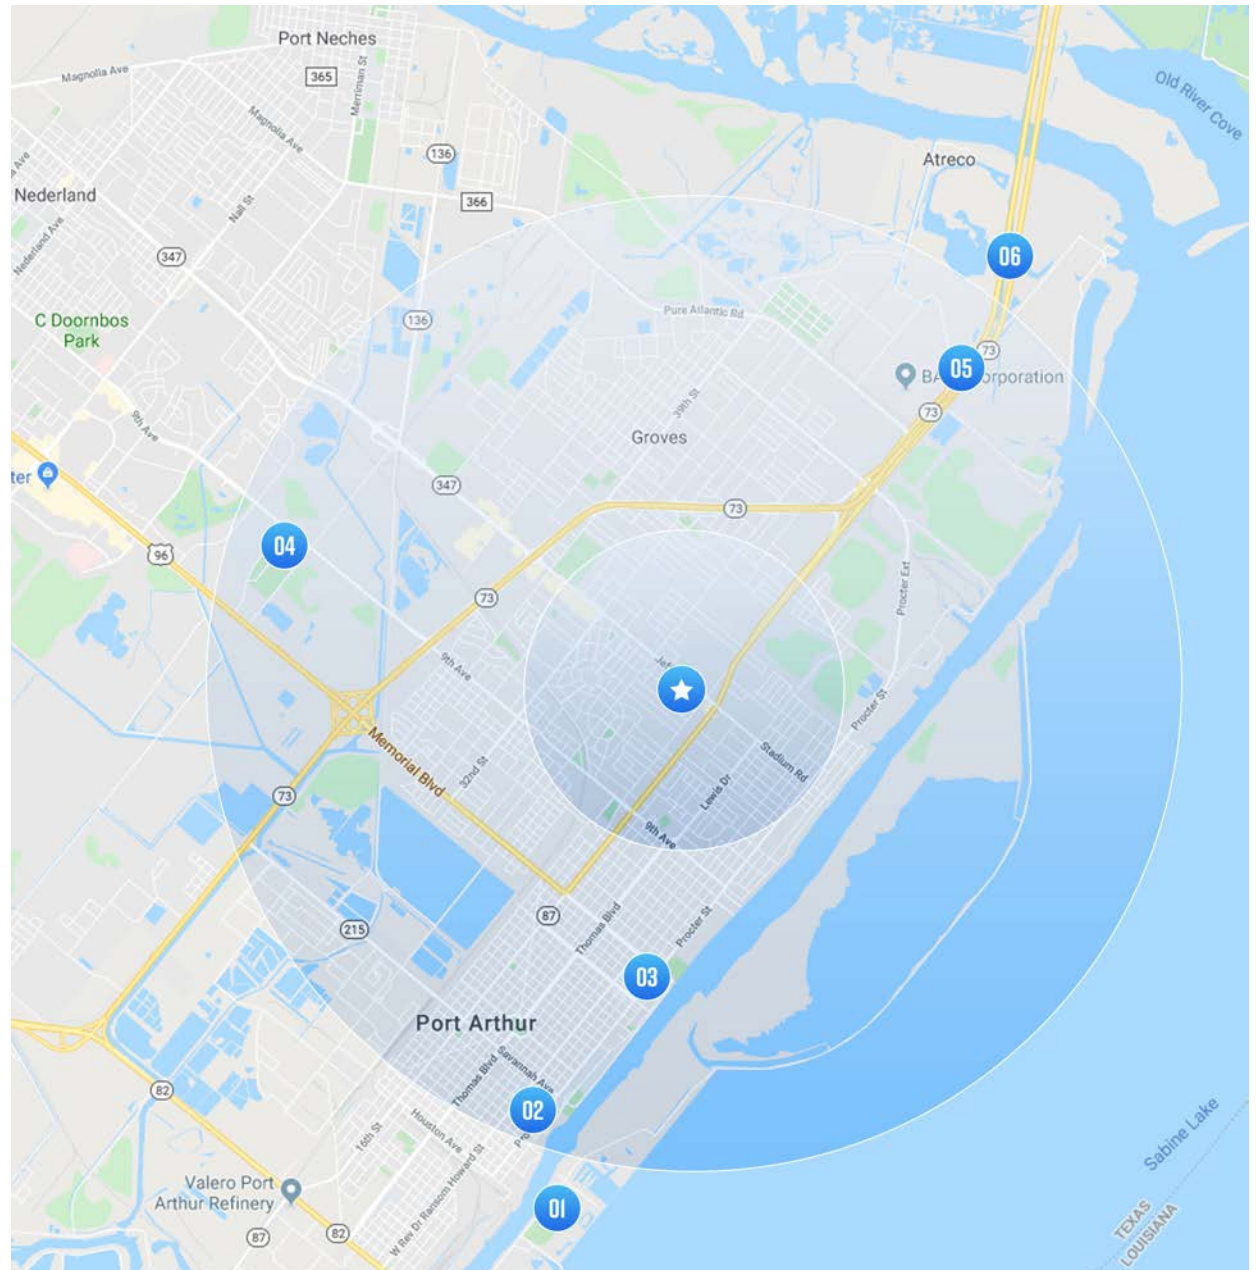 Port Neches
365
Magnolia Ave
Merriman St
Old River Cove
Magnolia Ave
136
Atreco
Nederland
366
Nall St
Nederland Ave
347
06
C Doornbos
Park
136
Pure Atlantic Rd
73
05
orporation
73
39th St
9th Ave
Groves
ter
347
73
04
96
73
Procter Ext
9th Ave
Procter St
Memorial Blvd
32nd St
Stadium Rd
Lewis Dr
73
9th Ave
87
Thomas Blvd
Procter St
215
03
Port Arthur
Savannah Ave
Thomas Blvd
82
02
Houston Ave
16th St
Sabine Lake
Valero Port
Arthur Refinery
W Rev Dr Ransom Howard St
01
87
82
TEXAS
LOUISIANA